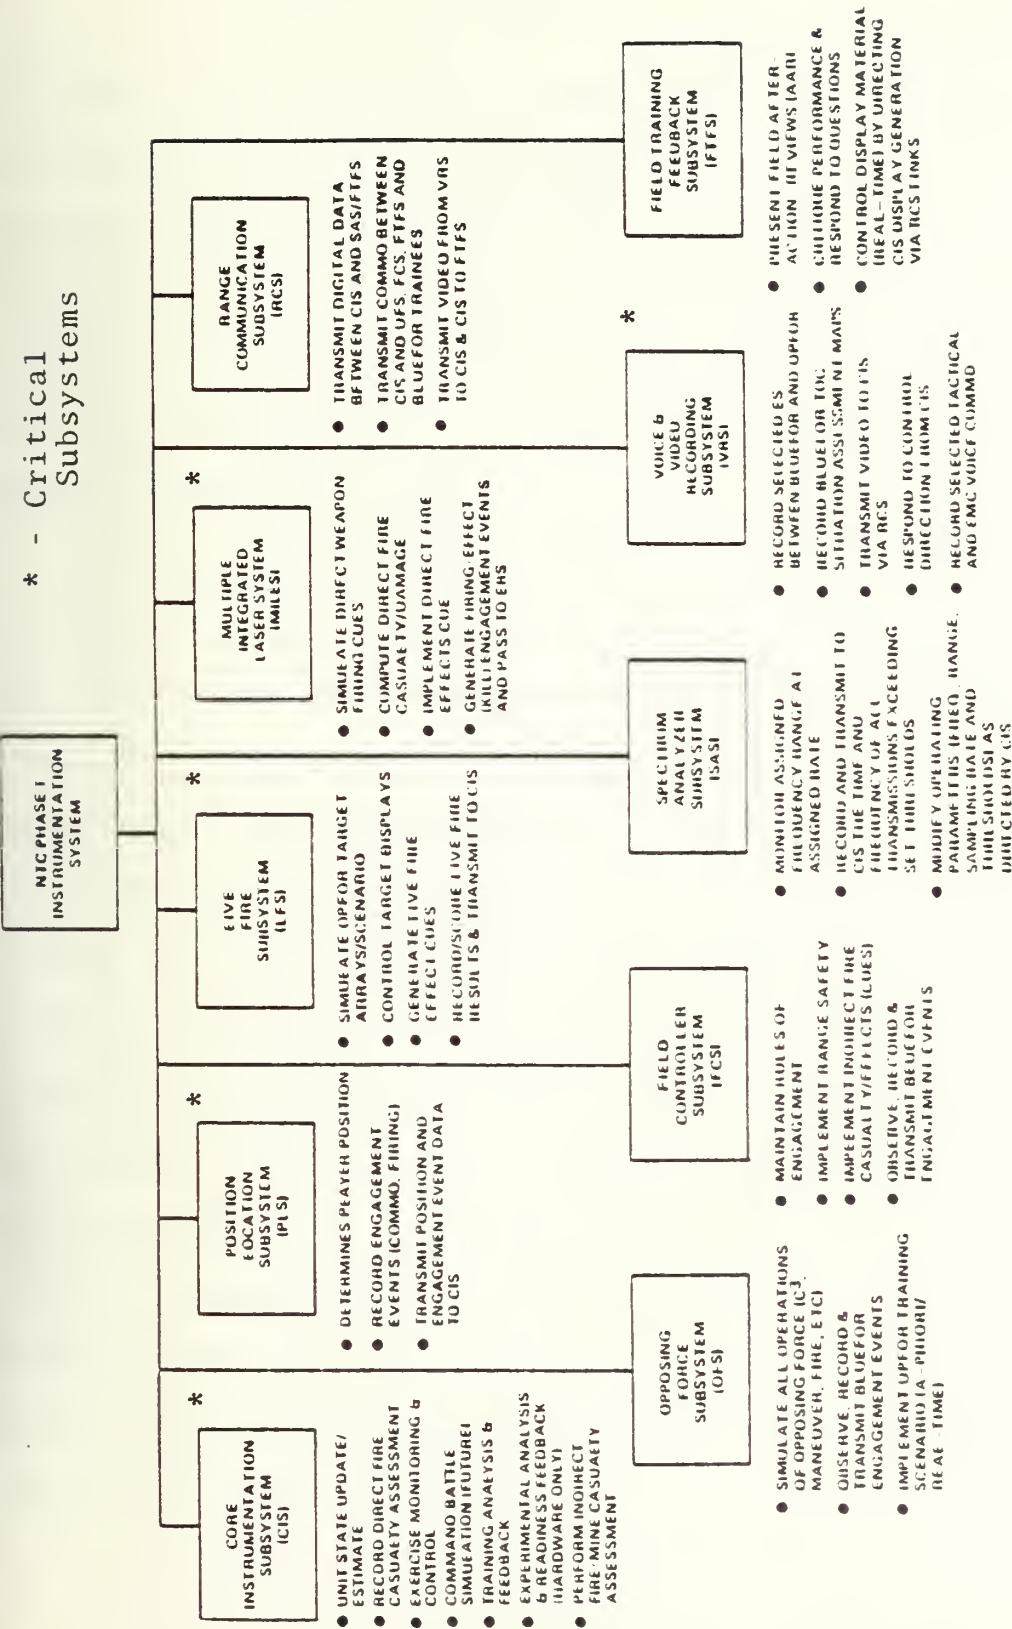 * - Critical
Subsystems
NTC PHASE I
INSTRUMENTATION
SYSTEM
CORE
INSTRUMENTATION
SUBSYSTEM
(CIS)
*
● UNIT STATE UPDATE/
ESTIMATE
● RECORD DIRECT FIRE
CASUALTY ASSESSMENT
● EXERCISE MONITORING &
CONTROL
● COMMAND BATTLE
SIMULATION (FUTURE)
● TRAINING ANALYSIS &
FEEDBACK
● EXPERIMENTAL ANALYSIS
& READINESS FEEDBACK
(HARDWARE ONLY)
● PERFORM INDIRECT
FIRE/MINE CASUALTY
ASSESSMENT
POSITION
LOCATION
SUBSYSTEM
(PLS)
*
● DETERMINES PLAYER POSITION
● RECORD ENGAGEMENT
EVENTS (COMMO, FIRING)
● TRANSMIT POSITION AND
ENGAGEMENT EVENT DATA
TO CIS
LIVE
FIRE
SUBSYSTEM
(LFS)
*
● SIMULATE OPFOR TARGET
ARRAYS/SCENARIO
● CONTROL TARGET DISPLAYS
● GENERATE LIVE FIRE
EFFECT CUES
● RECORD/SCORE LIVE FIRE
RESULTS & TRANSMIT TO CIS
MULTIPLE
INTEGRATED
LASER SYSTEM
(MILES)
*
● SIMULATE DIRECT WEAPON
FIRING CUES
● COMPUTE DIRECT FIRE
CASUALTY/DAMAGE
● IMPLEMENT DIRECT FIRE
EFFECTS CUE
● GENERATE FIRING-EFFECT
(KILL) ENGAGEMENT EVENTS
AND PASS TO ERS
RANGE
COMMUNICATION
SUBSYSTEM
(RCS)
● TRANSMIT DIGITAL DATA
BETWEEN CIS AND SAS/FTFS
● TRANSMIT COMMO BETWEEN
CIS AND OFS, FCS, FTFS AND
BLUEFOR TRAINEES
● TRANSMIT VIDEO FROM VRS
TO CIS & CIS TO FTFS
OPPOSING
FORCE
SUBSYSTEM
(OFS)
● SIMULATE ALL OPERATIONS
OF OPPOSING FORCE (C³,
MANEUVER, FIRE, ETC)
● OBSERVE, RECORD &
TRANSMIT BLUEFOR
ENGAGEMENT EVENTS
● IMPLEMENT OPFOR TRAINING
SCENARIO (A-PRIORI/
REAL-TIME)
FIELD
CONTROLLER
SUBSYSTEM
(FCS)
● MAINTAIN RULES OF
ENGAGEMENT
● IMPLEMENT RANGE SAFETY
● IMPLEMENT INDIRECT FIRE
CASUALTY/EFFECTS (CUES)
● OBSERVE, RECORD &
TRANSMIT BLUEFOR
ENGAGEMENT EVENTS
SPECTRUM
ANALYZER
SUBSYSTEM
(SAS)
● MONITOR ASSIGNED
FREQUENCY RANGE AT
ASSIGNED RATE
● RECORD AND TRANSMIT TO
CIS THE TIME AND
FREQUENCY OF ALL
TRANSMISSIONS EXCEEDING
SET THRESHOLDS
● MODIFY OPERATING
PARAMETERS (FREQ. RANGE,
SAMPLING RATE AND
THRESHOLDS) AS
DIRECTED BY CIS
VOICE &
VIDEO
RECORDING
SUBSYSTEM
(VRS)
*
● RECORD SELECTED ES
BETWEEN BLUEFOR AND OPFOR
● RECORD BLUEFOR TOC
SITUATION ASSESSMENT MAPS
● TRANSMIT VIDEO TO CIS
VIA RCS
● RESPOND TO CONTROL
DIRECTION FROM CIS
● RECORD SELECTED TACTICAL
AND EMC VOICE COMMO
FIELD TRAINING
FEEDBACK
SUBSYSTEM
(FTFS)
● PRESENT FIELD AFTER-
ACTION REVIEWS (AAR)
● CRITIQUE PERFORMANCE &
RESPOND TO QUESTIONS
● CONTROL DISPLAY MATERIAL
(REAL-TIME) BY DIRECTING
CIS DISPLAY GENERATION
VIA RCS LINKS